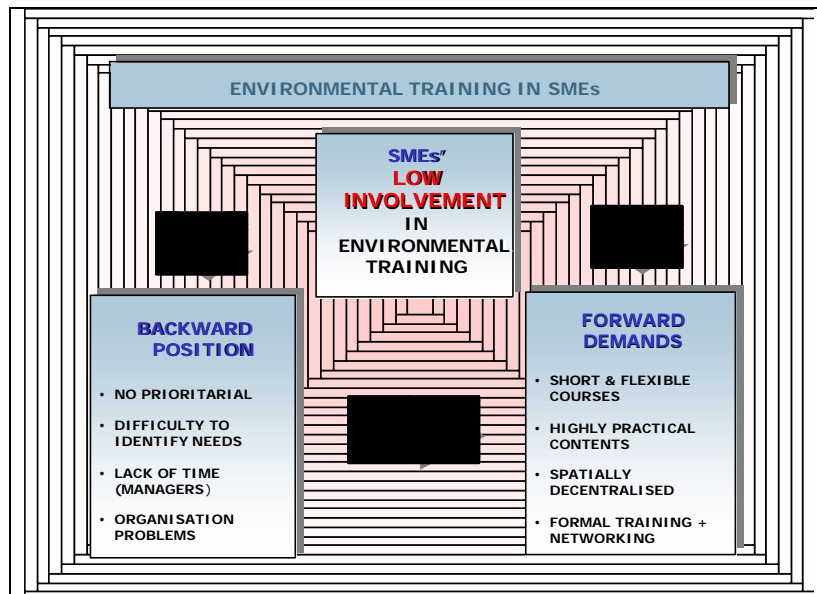 ENVIRONMENTAL TRAINING IN SMEs
SMEs'
LOW
INVOLVEMENT
IN
ENVIRONMENTAL
TRAINING
BACKWARD
POSITION
• NO PRIORITARIAL
• DIFFICULTY TO
IDENTIFY NEEDS
• LACK OF TIME
(MANAGERS)
• ORGANISATION
PROBLEMS
FORWARD
DEMANDS
• SHORT & FLEXIBLE
COURSES
• HIGHLY PRACTICAL
CONTENTS
• SPATIALLY
DECENTRALISED
• FORMAL TRAINING +
NETWORKING